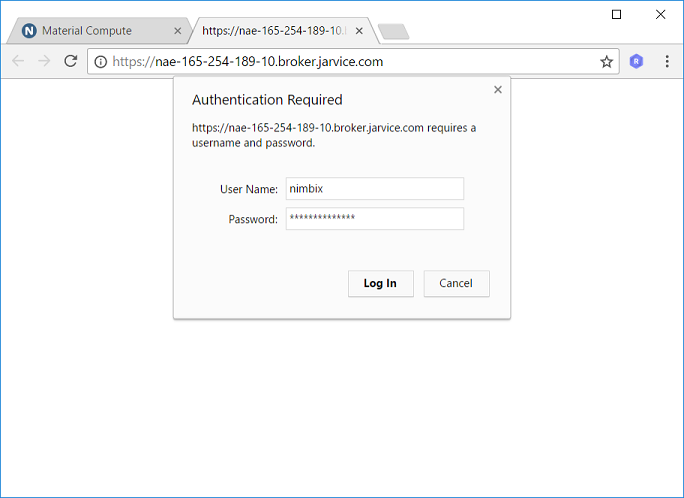 Material Compute
https://nae-165-254-189-10.
https://nae-165-254-189-10.broker.jarvice.com
Authentication Required
https://nae-165-254-189-10.broker.jarvice.com requires a
username and password.
User Name: nimbix
Password: *************
Log In Cancel